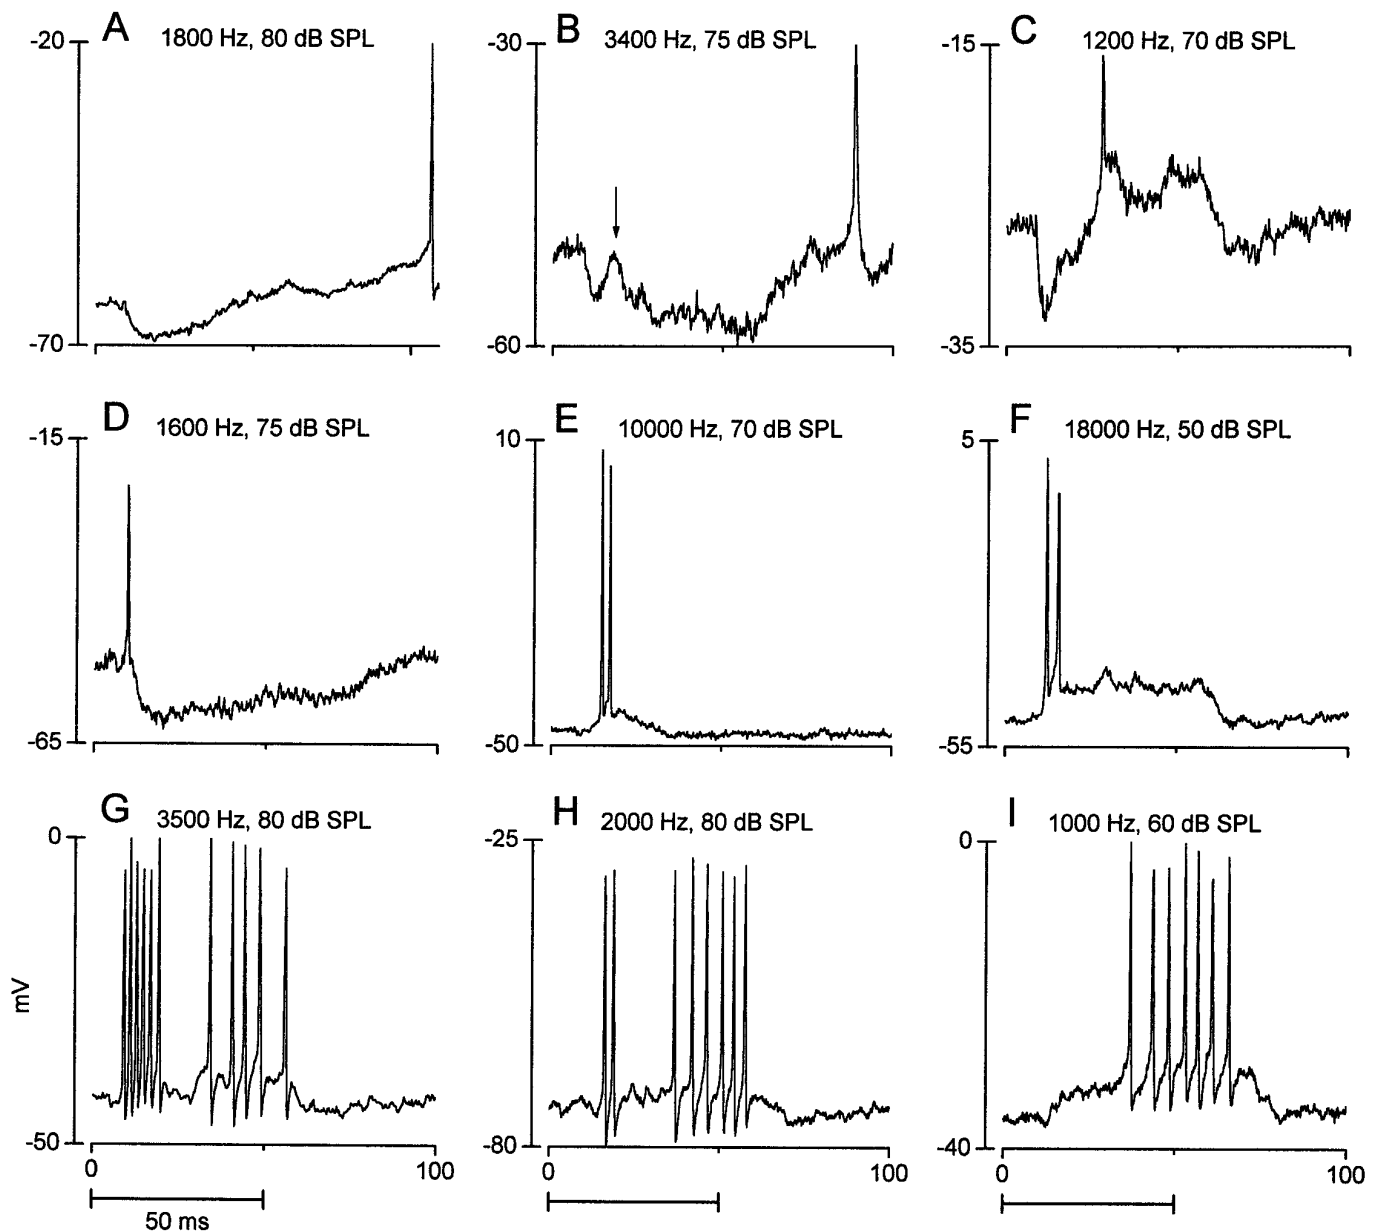 A 1800 Hz, 80 dB SPL
-20
-70
B 3400 Hz, 75 dB SPL
-30
-60
C 1200 Hz, 70 dB SPL
-15
-35
D 1600 Hz, 75 dB SPL
-15
-65
E 10000 Hz, 70 dB SPL
10
-50
F 18000 Hz, 50 dB SPL
5
-55
G 3500 Hz, 80 dB SPL
0
mV
-50
0 100
50 ms
H 2000 Hz, 80 dB SPL
-25
-80
0 100
I 1000 Hz, 60 dB SPL
0
-40
0 100